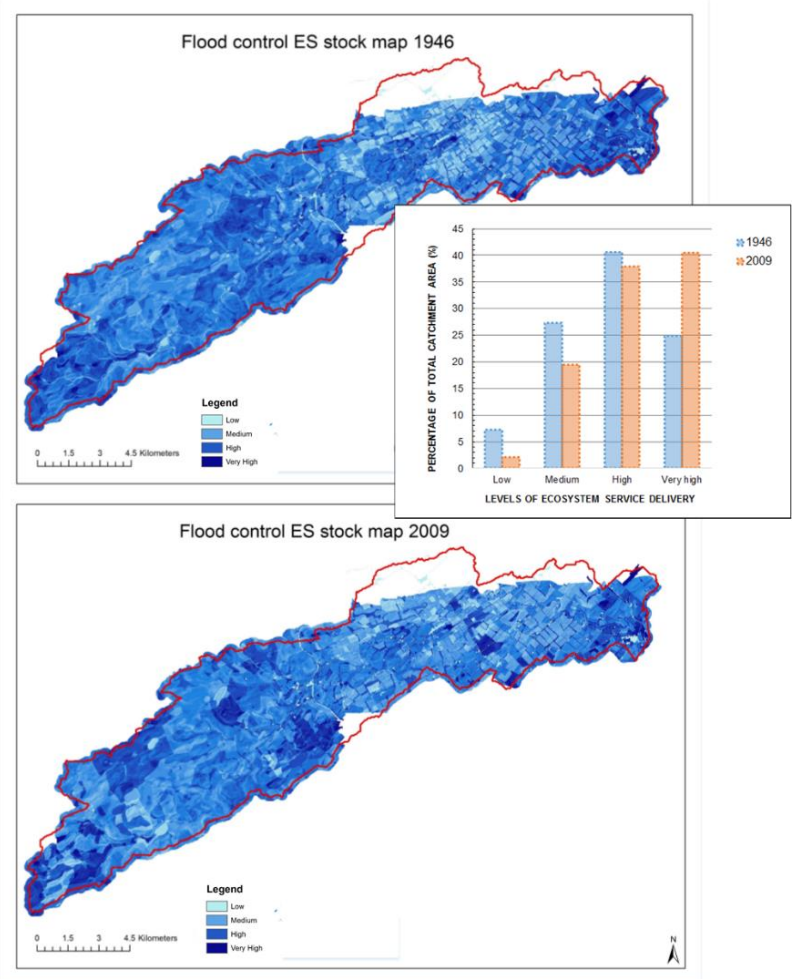 Flood control ES stock map 1946
Legend
Low
Medium
High
Very High
0 1.5 3 4.5 Kilometers
PERCENTAGE OF TOTAL CATCHMENT AREA (%)
45
40
35
30
25
20
15
10
5
0
Low Medium High Very high
LEVELS OF ECOSYSTEM SERVICE DELIVERY
1946
2009
Flood control ES stock map 2009
Legend
Low
Medium
High
Very High
0 1.5 3 4.5 Kilometers
N